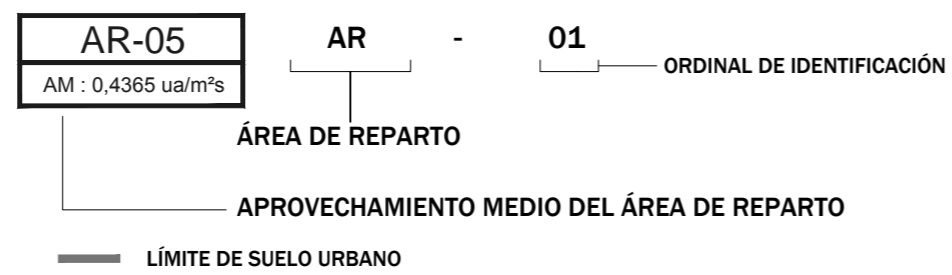 AR-05
AM : 0,4365 ua/m²s
AR - 01
ORDINAL DE IDENTIFICACIÓN
ÁREA DE REPARTO
APROVECHAMIENTO MEDIO DEL ÁREA DE REPARTO
LÍMITE DE SUELO URBANO